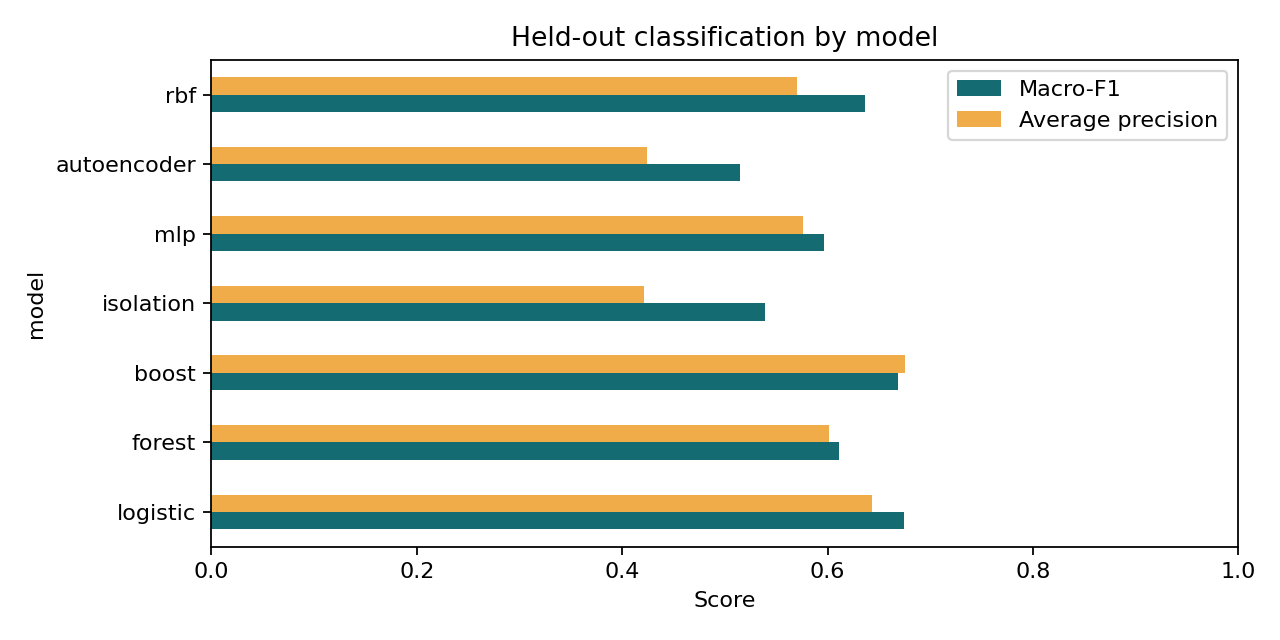 Held-out classification by model
Macro-F1
Average precision
rbf
autoencoder
mlp
isolation
boost
forest
logistic
model
0.0 0.2 0.4 0.6 0.8 1.0
Score